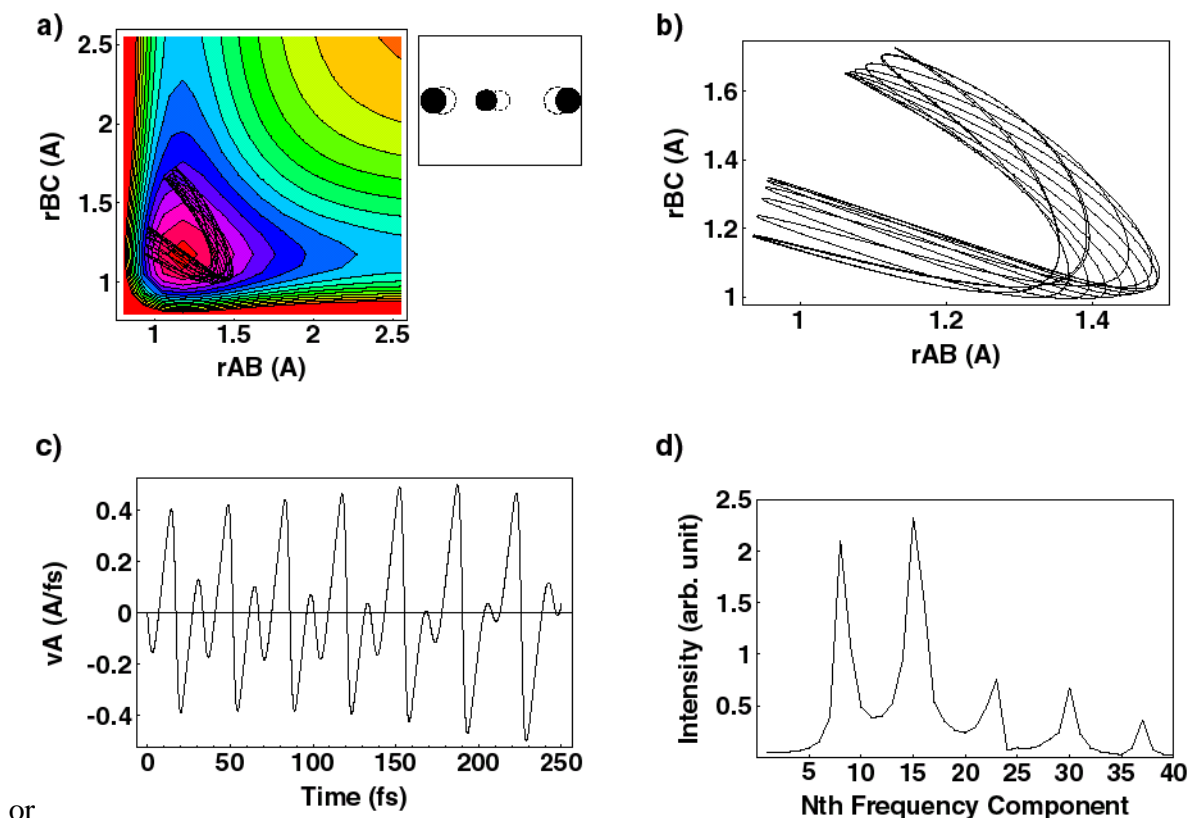 a)
2.5
2
1.5
1
rBC (A)
1 1.5 2 2.5
rAB (A)
b)
1.6
1.4
1.2
1
rBC (A)
1 1.2 1.4
rAB (A)
c)
0.4
0.2
0
-0.2
-0.4
vA (A/fs)
0 50 100 150 200 250
Time (fs)
d)
2.5
2
1.5
1
0.5
Intensity (arb. unit)
5 10 15 20 25 30 35 40
Nth Frequency Component
or